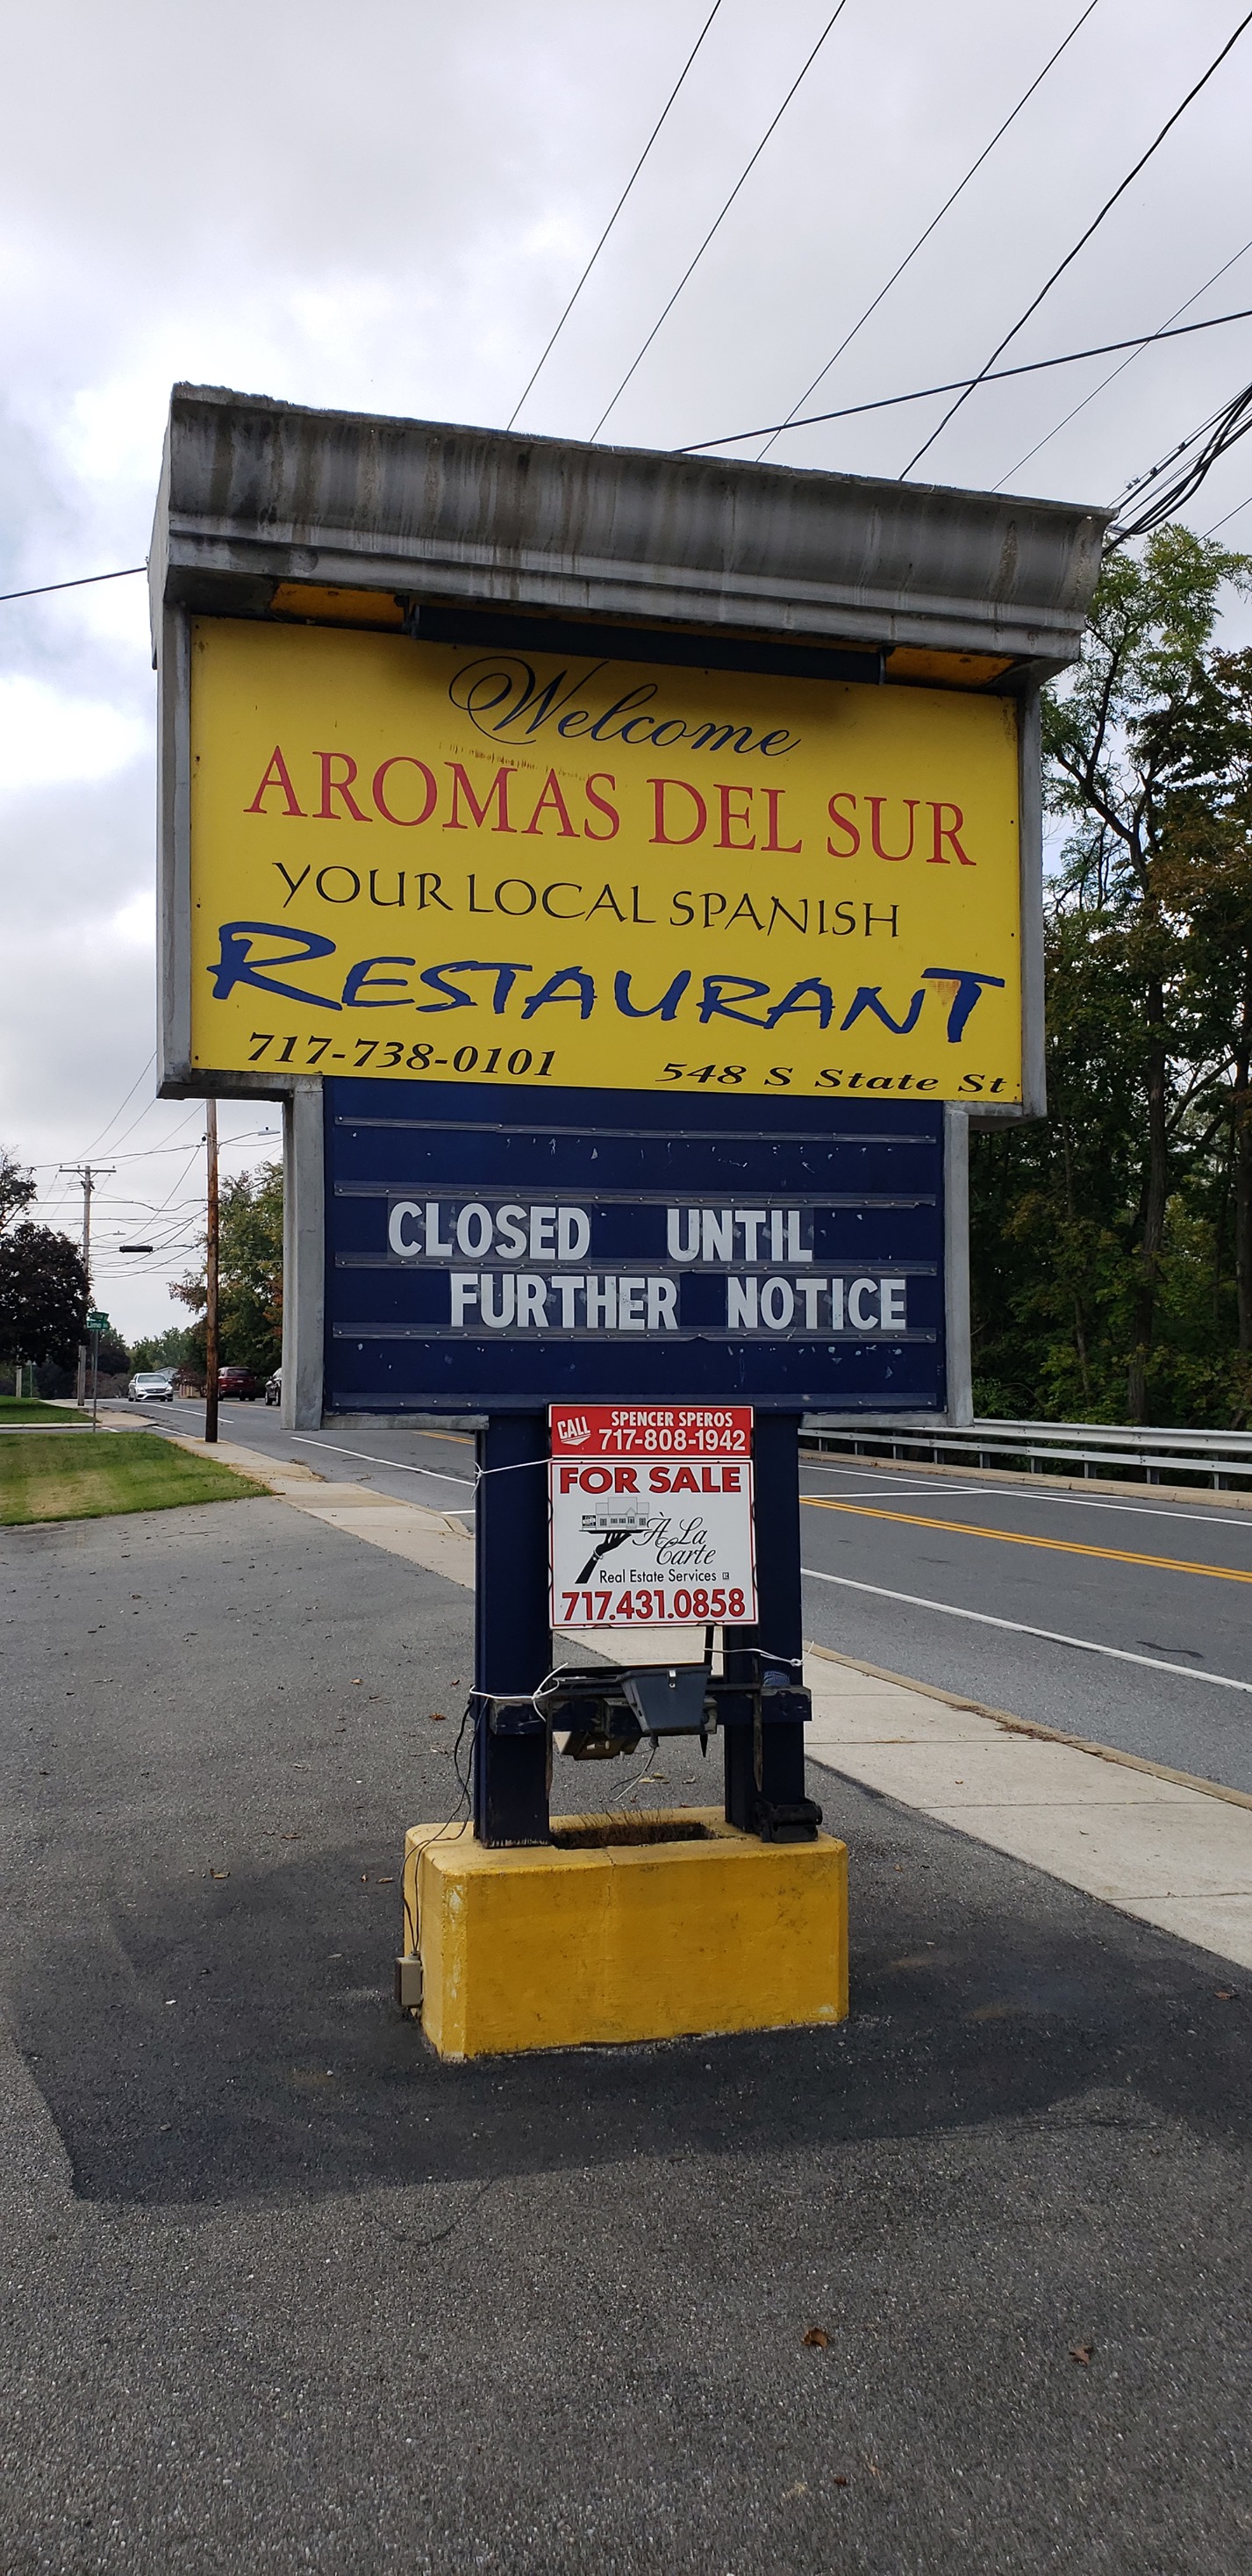 Welcome
AROMAS DEL SUR
YOUR LOCAL SPANISH
RESTAURANT
717-738-0101 548 S State St
CLOSED UNTIL
FURTHER NOTICE
CALL SPENCER SPEROS
717-808-1942
FOR SALE
À La
Carte
Real Estate Services
717.431.0858